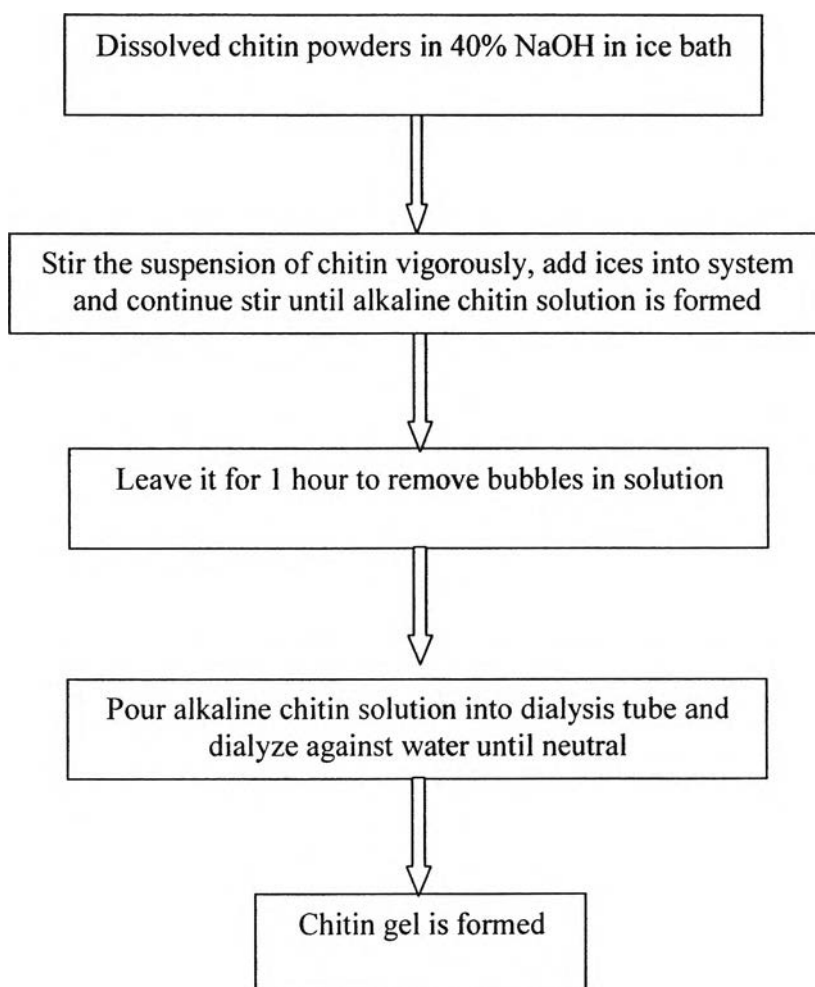 Dissolved chitin powders in 40% NaOH in ice bath
Stir the suspension of chitin vigorously, add ices into system
and continue stir until alkaline chitin solution is formed
Leave it for 1 hour to remove bubbles in solution
Pour alkaline chitin solution into dialysis tube and
dialyze against water until neutral
Chitin gel is formed